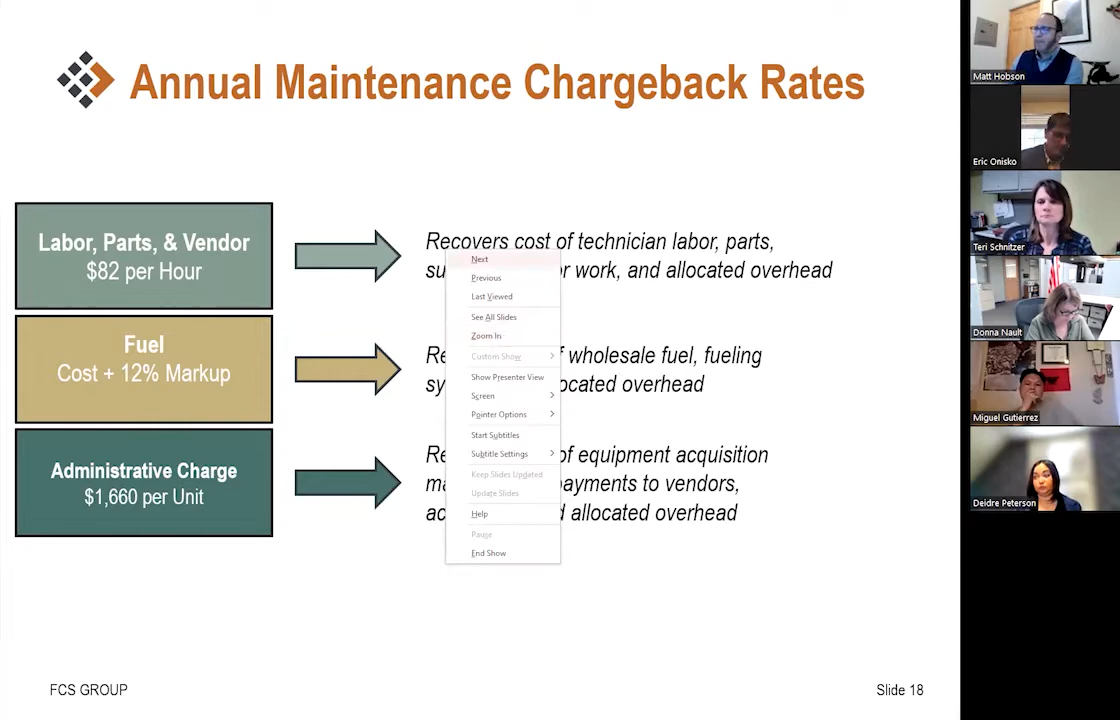 Annual Maintenance Chargeback Rates
Labor, Parts, & Vendor
$82 per Hour
Recovers cost of technician labor, parts,
su r work, and allocated overhead
Fuel
Cost + 12% Markup
Re f wholesale fuel, fueling
sy ocated overhead
Administrative Charge
$1,660 per Unit
Re of equipment acquisition
ma payments to vendors,
ac d allocated overhead
Next
Previous
Last Viewed
See All Slides
Zoom In
Custom Show
Show Presenter View
Screen
Pointer Options
Start Subtitles
Subtitle Settings
Keep Slides Updated
Update Slides
Help
Pause
End Show
FCS GROUP
Slide 18
Matt Hobson
Eric Onisko
Teri Schnitzer
Donna Nault
Miguel Gutierrez
Deidre Peterson